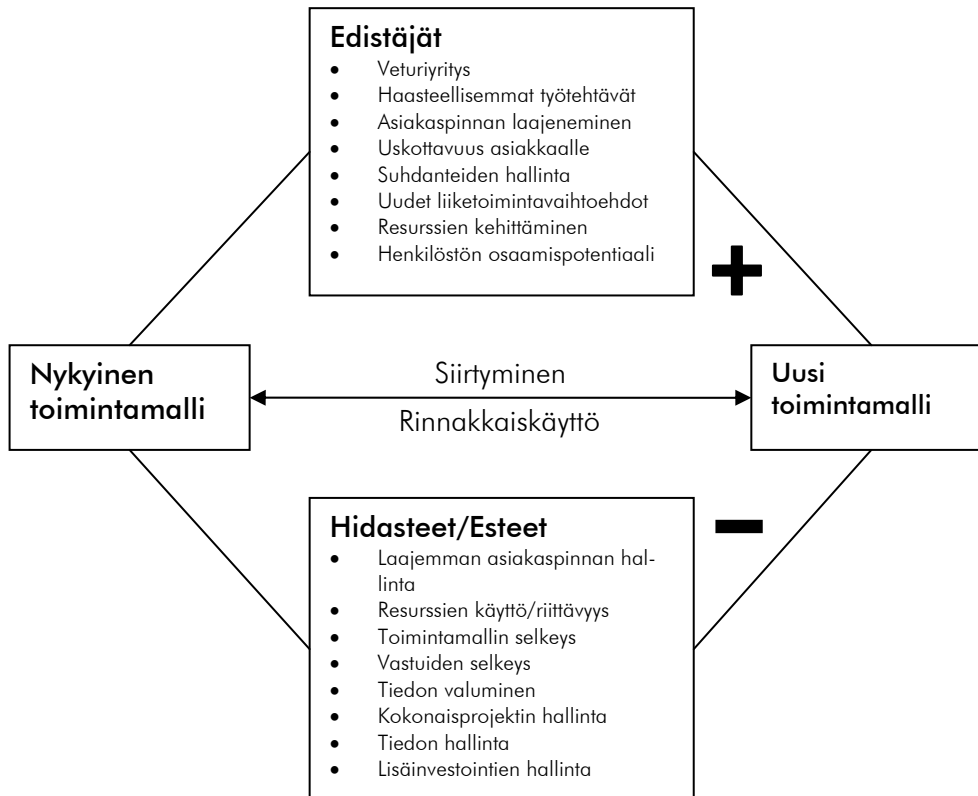 Edistäjät
• Veturiyritys
• Haasteellisemmat työtehtävät
• Asiakaspinnan laajeneminen
• Uskottavuus asiakkaalle
• Suhdanteiden hallinta
• Uudet liiketoimintavaihtoehdot
• Resurssien kehittäminen
• Henkilöstön osaamispotentiaali
+
Nykyinen
toimintamalli
Siirtyminen
Rinnakkaiskäyttö
Uusi
toimintamalli
Hidasteet/Esteet
• Laajemman asiakaspinnan hal-
linta
• Resurssien käyttö/riittävyys
• Toimintamallin selkeys
• Vastuiden selkeys
• Tiedon valuminen
• Kokonaisprojektin hallinta
• Tiedon hallinta
• Lisäinvestointien hallinta
-